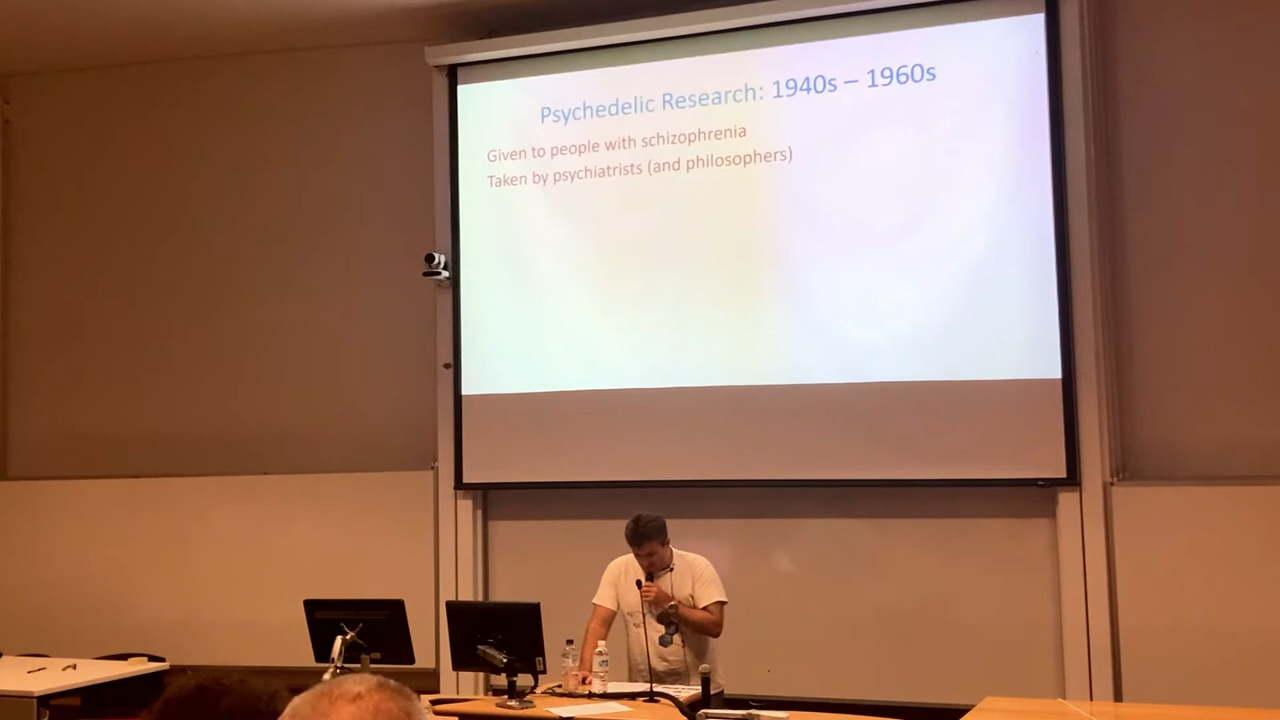 Psychedelic Research: 1940s – 1960s
Given to people with schizophrenia
Taken by psychiatrists (and philosophers)